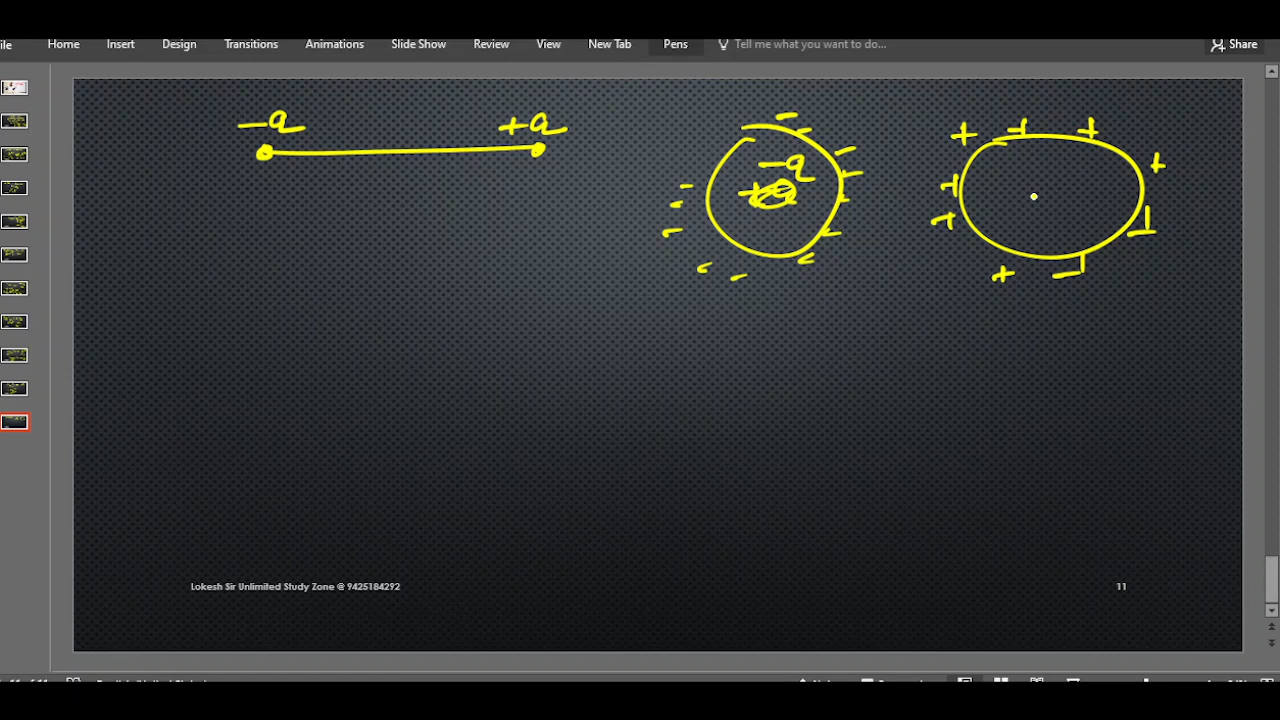 File Home Insert Design Transitions Animations Slide Show Review View New Tab Pens Tell me what you want to do... Share
-q +q
-q
Lokesh Sir Unlimited Study Zone @ 9425184292 11